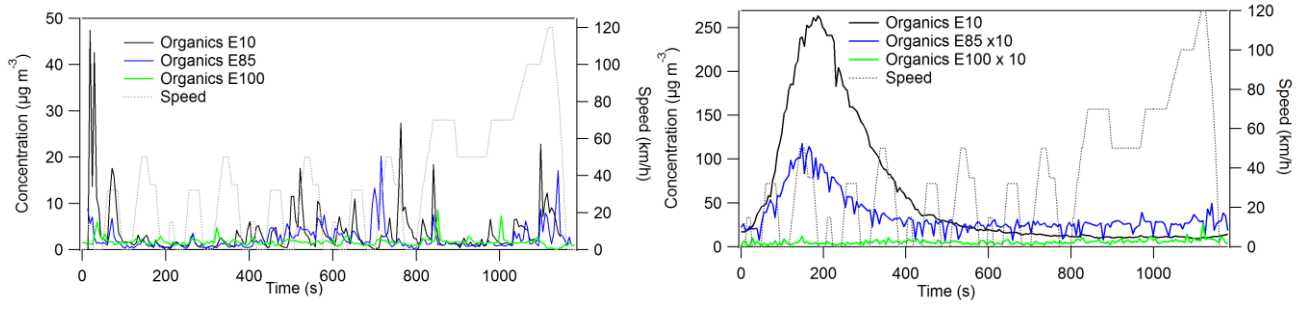 50
40
30
20
10
0
Concentration (µg m⁻³)
Organics E10
Organics E85
Organics E100
Speed
120
100
80
60
40
20
0
Speed (km/h)
0
200
400
600
800
1000
Time (s)
250
200
150
100
50
0
Concentration (µg m⁻³)
Organics E10
Organics E85 x10
Organics E100 x 10
Speed
120
100
80
60
40
20
0
Speed (km/h)
0
200
400
600
800
1000
Time (s)